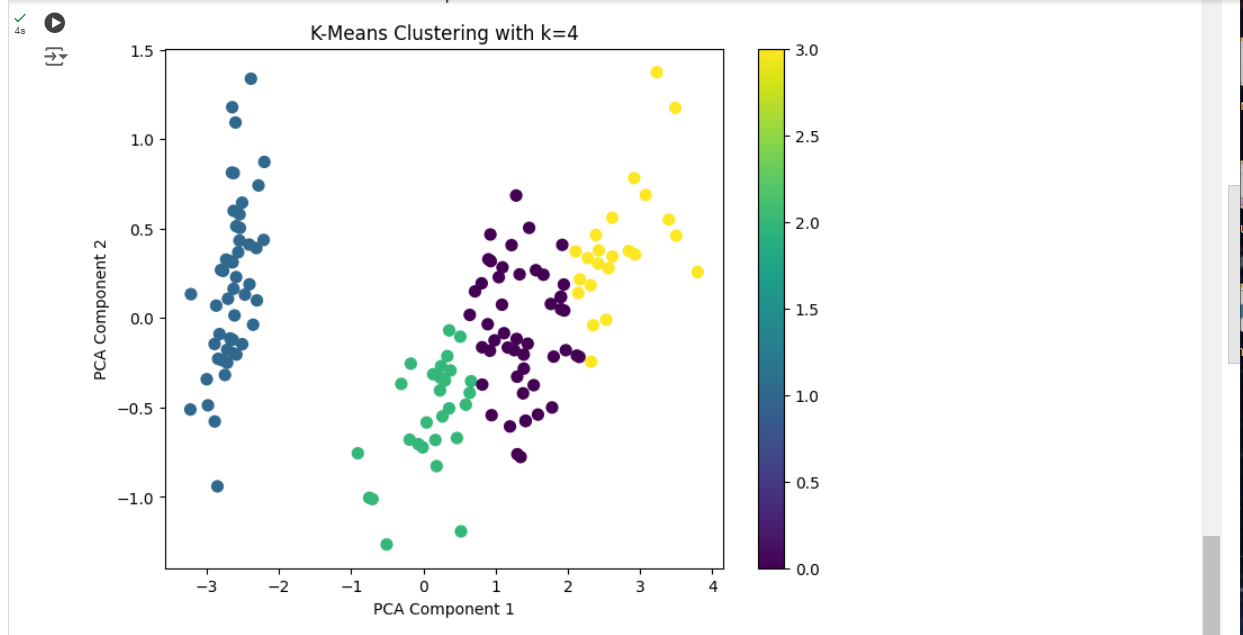 4s
K-Means Clustering with k=4
1.5
1.0
0.5
0.0
−0.5
−1.0
PCA Component 2
−3 −2 −1 0 1 2 3 4
PCA Component 1
3.0
2.5
2.0
1.5
1.0
0.5
0.0